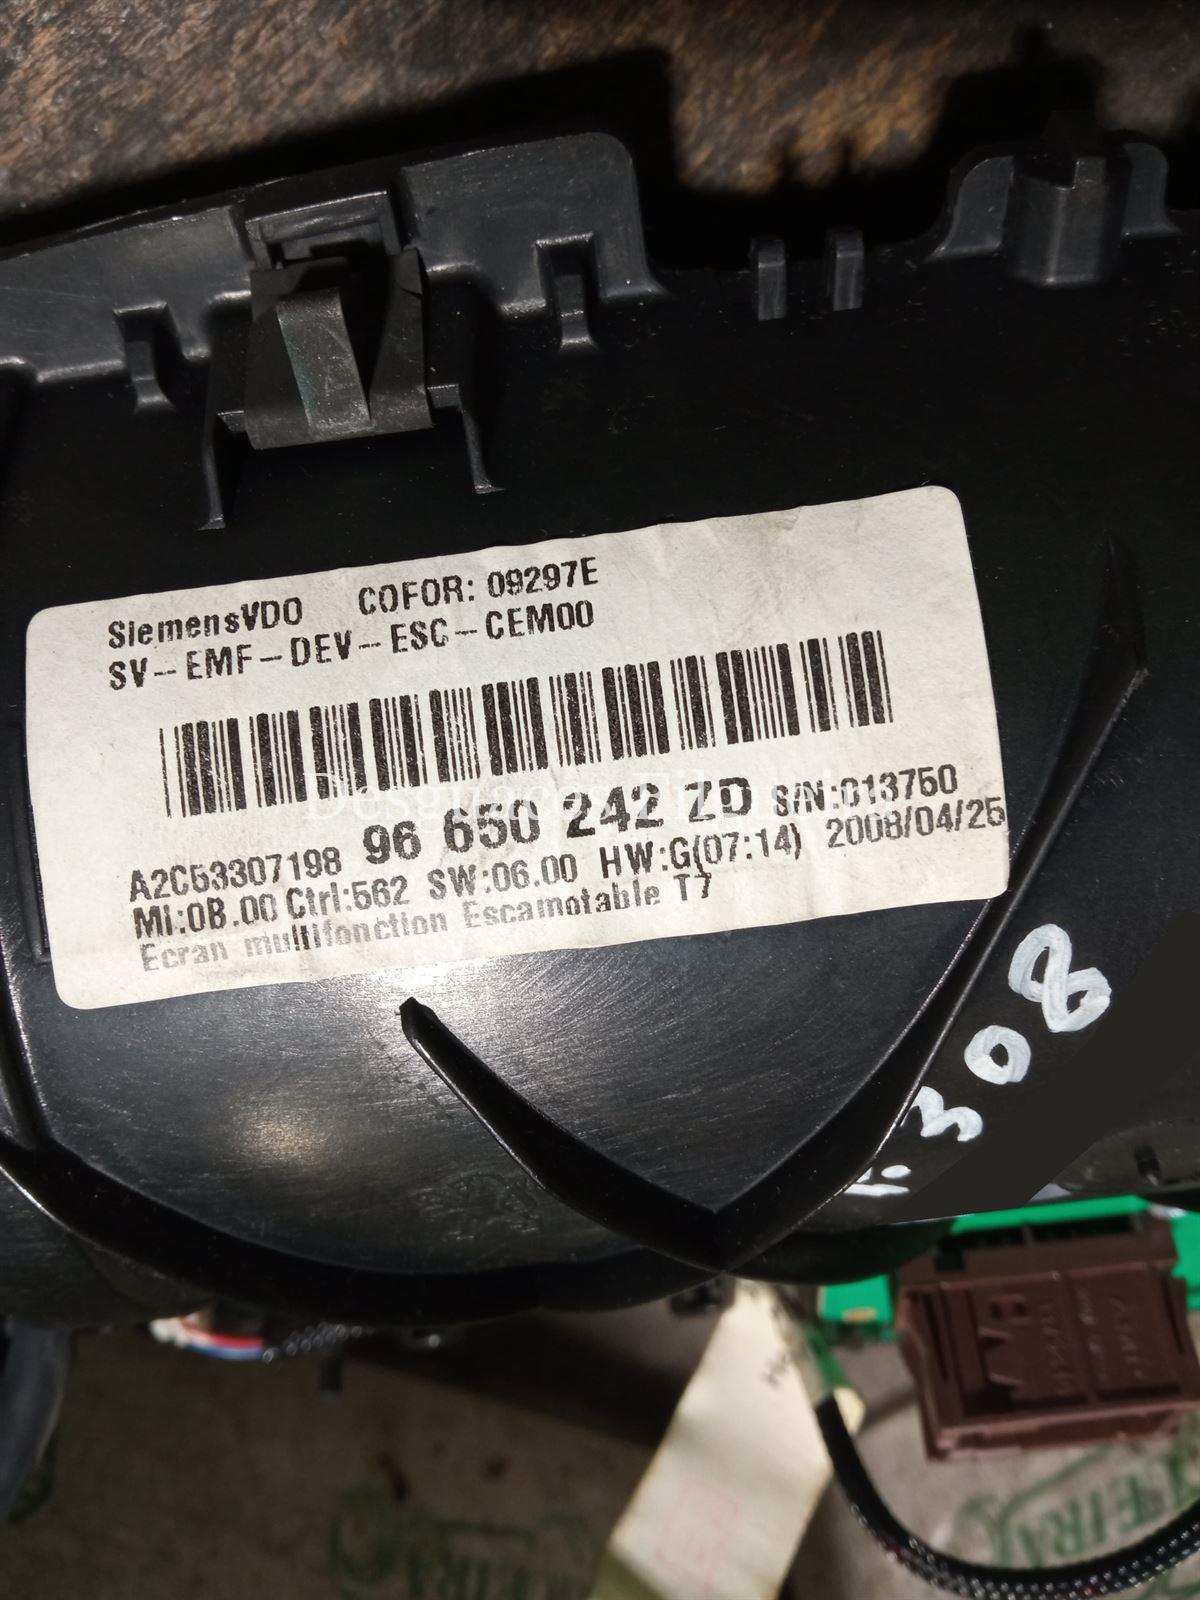 SiemensVDO COFOR: 09297E
SV-EMF-DEV-ESC-CEM00
96 650 242 ZD S/N:013750
A2C53307198
Mi:0B.00 Ctrl:562 SW:06.00 HW:G(07:14) 2008/04/25
Ecran multifonction Escamotable T7
308